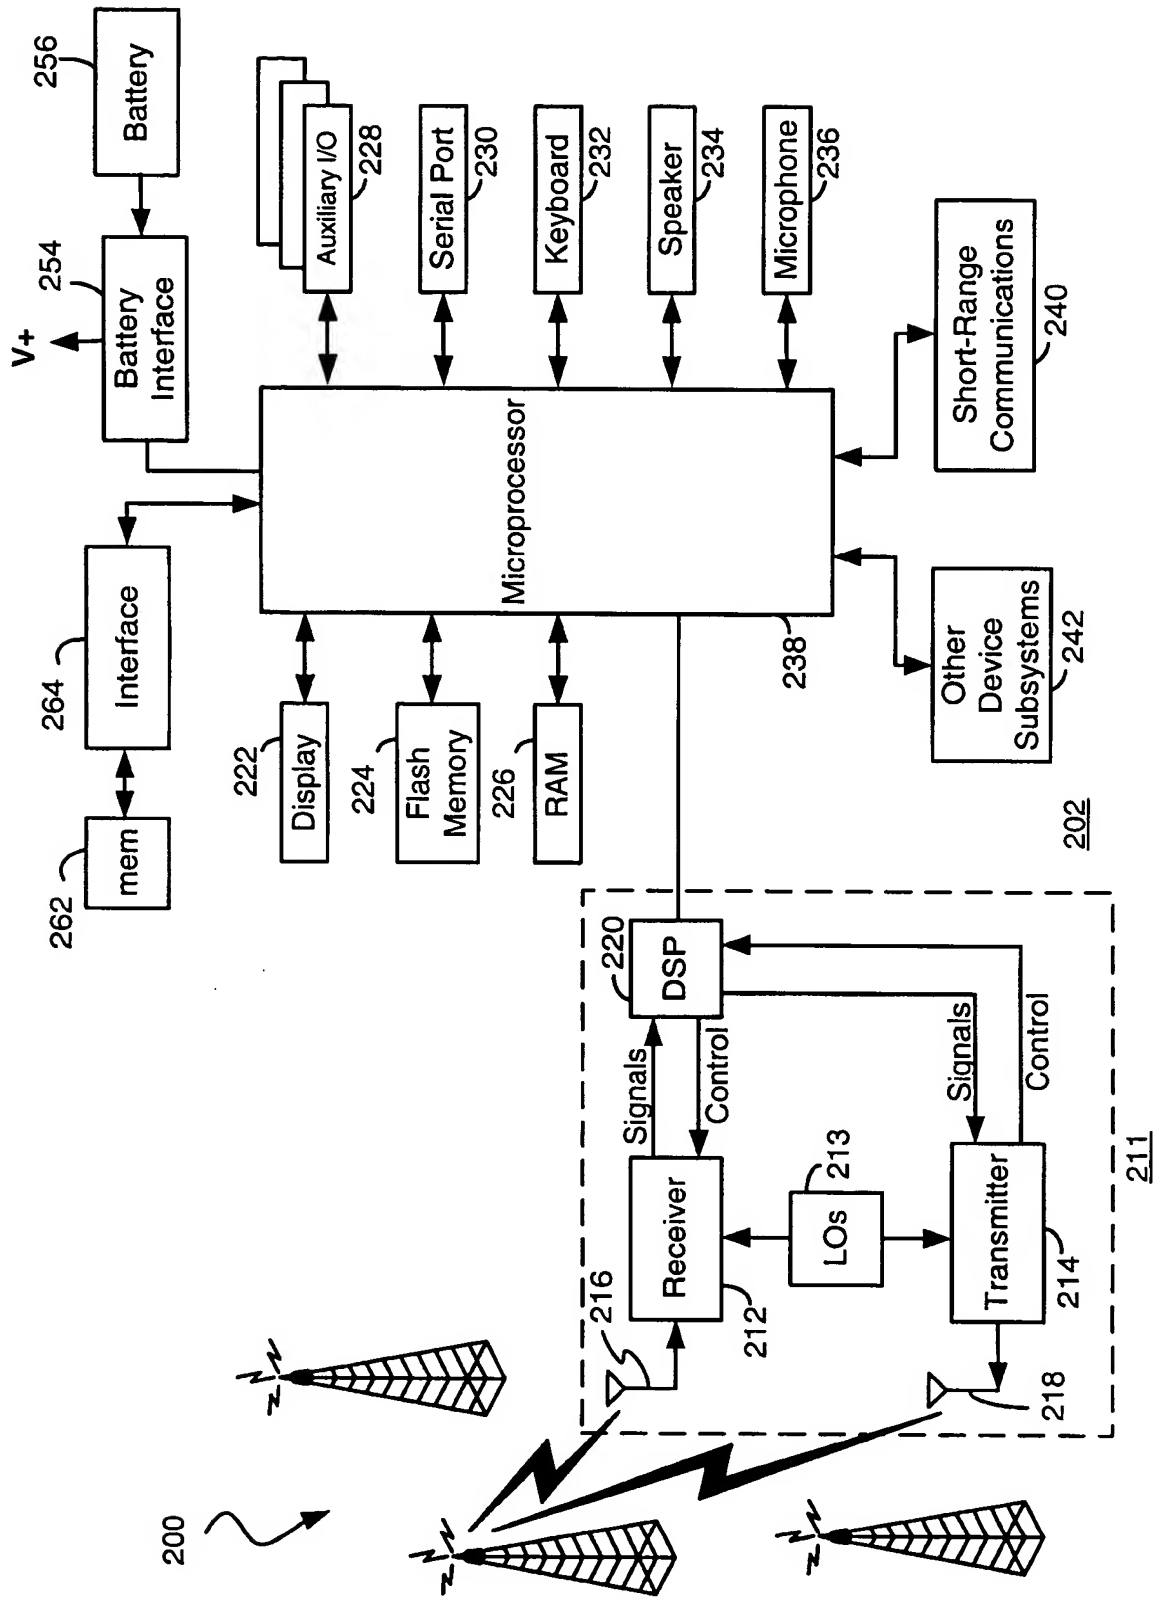 200
216
218
Receiver
212
LOs
213
Transmitter
214
Signals
Control
Signals
Control
DSP
220
211
202
262
mem
264
Interface
V+
254
Battery
Interface
256
Battery
222
Display
224
Flash
Memory
226
RAM
Microprocessor
238
Auxiliary I/O
228
Serial Port
230
Keyboard
232
Speaker
234
Microphone
236
Other
Device
Subsystems
242
Short-Range
Communications
240